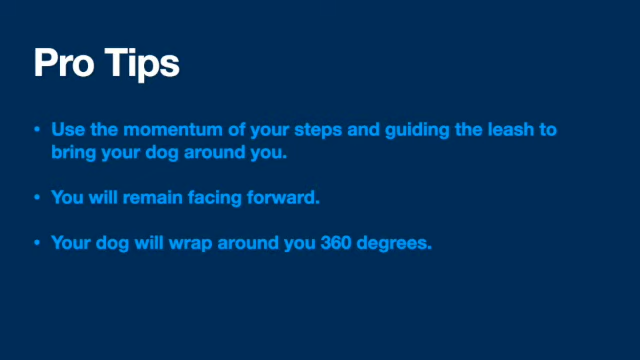 Pro Tips
• Use the momentum of your steps and guiding the leash to
bring your dog around you.
• You will remain facing forward.
• Your dog will wrap around you 360 degrees.